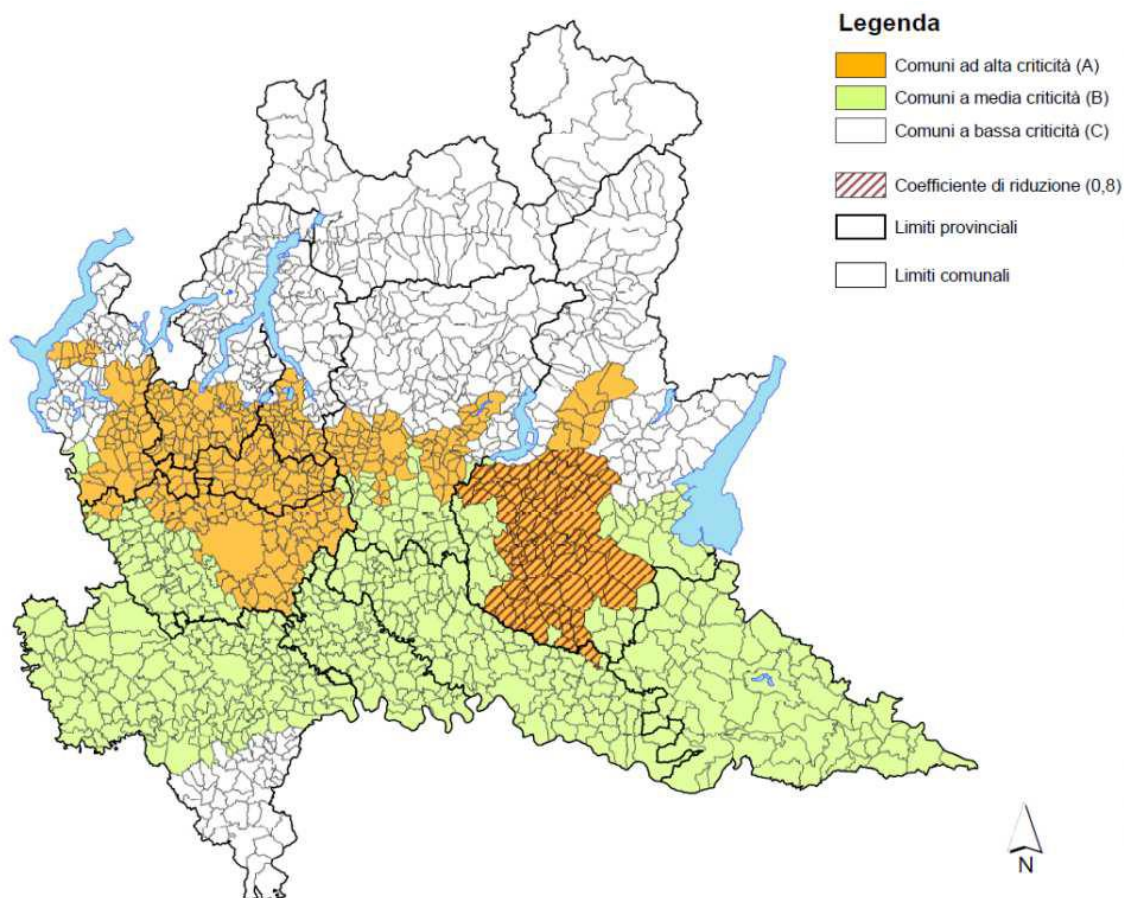 Legenda
Comuni ad alta criticità (A)
Comuni a media criticità (B)
Comuni a bassa criticità (C)
Coefficiente di riduzione (0,8)
Limiti provinciali
Limiti comunali
N